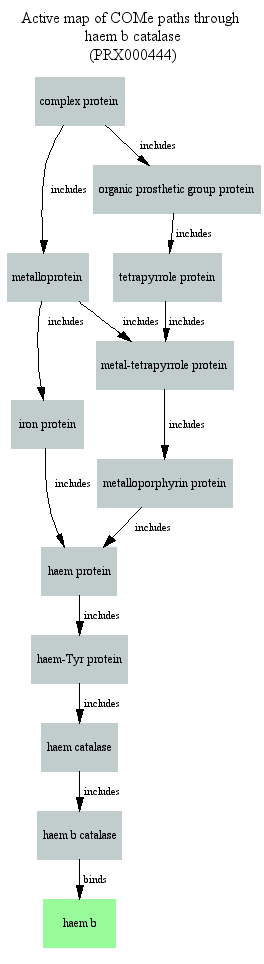 Active map of COMe paths through
haem b catalase
(PRX000444)
complex protein
includes
includes
organic prosthetic group protein
includes
metalloprotein
tetrapyrrole protein
includes
includes
includes
metal-tetrapyrrole protein
iron protein
includes
metalloporphyrin protein
includes
includes
haem protein
includes
haem-Tyr protein
includes
haem catalase
includes
haem b catalase
binds
haem b